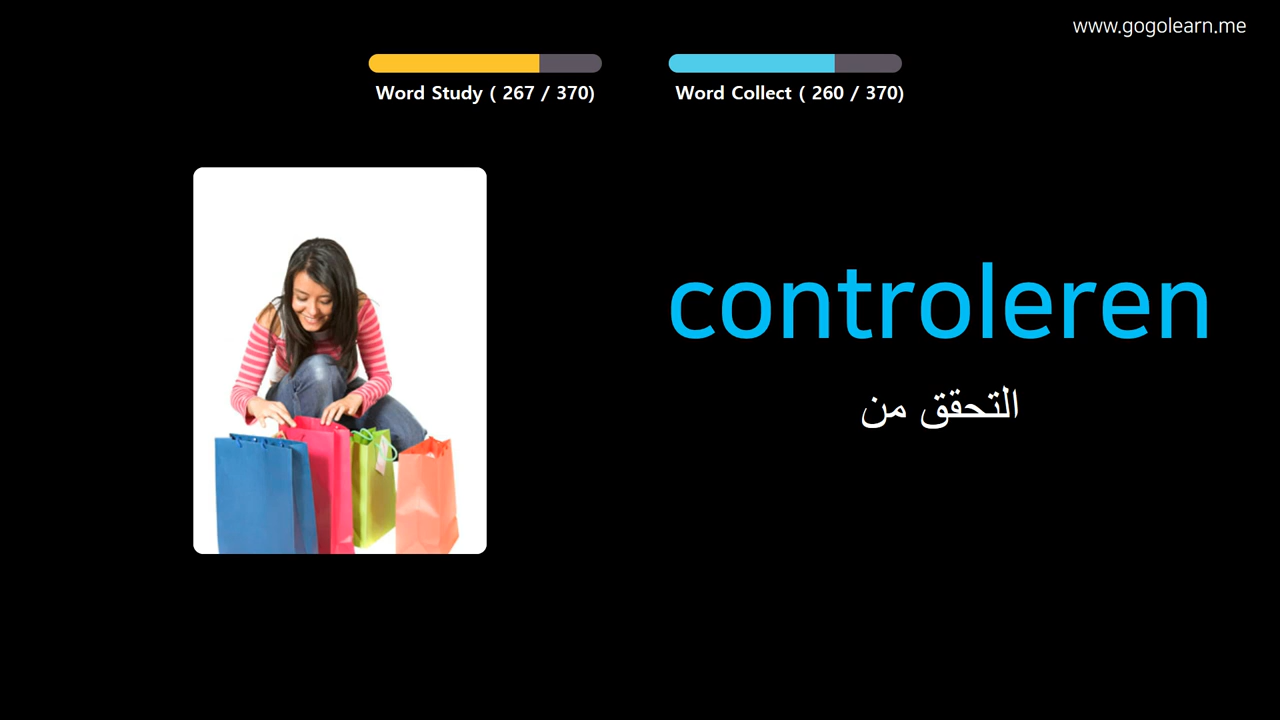 www.gogolearn.me
Word Study ( 267 / 370)
Word Collect ( 260 / 370)
controleren
التحقق من